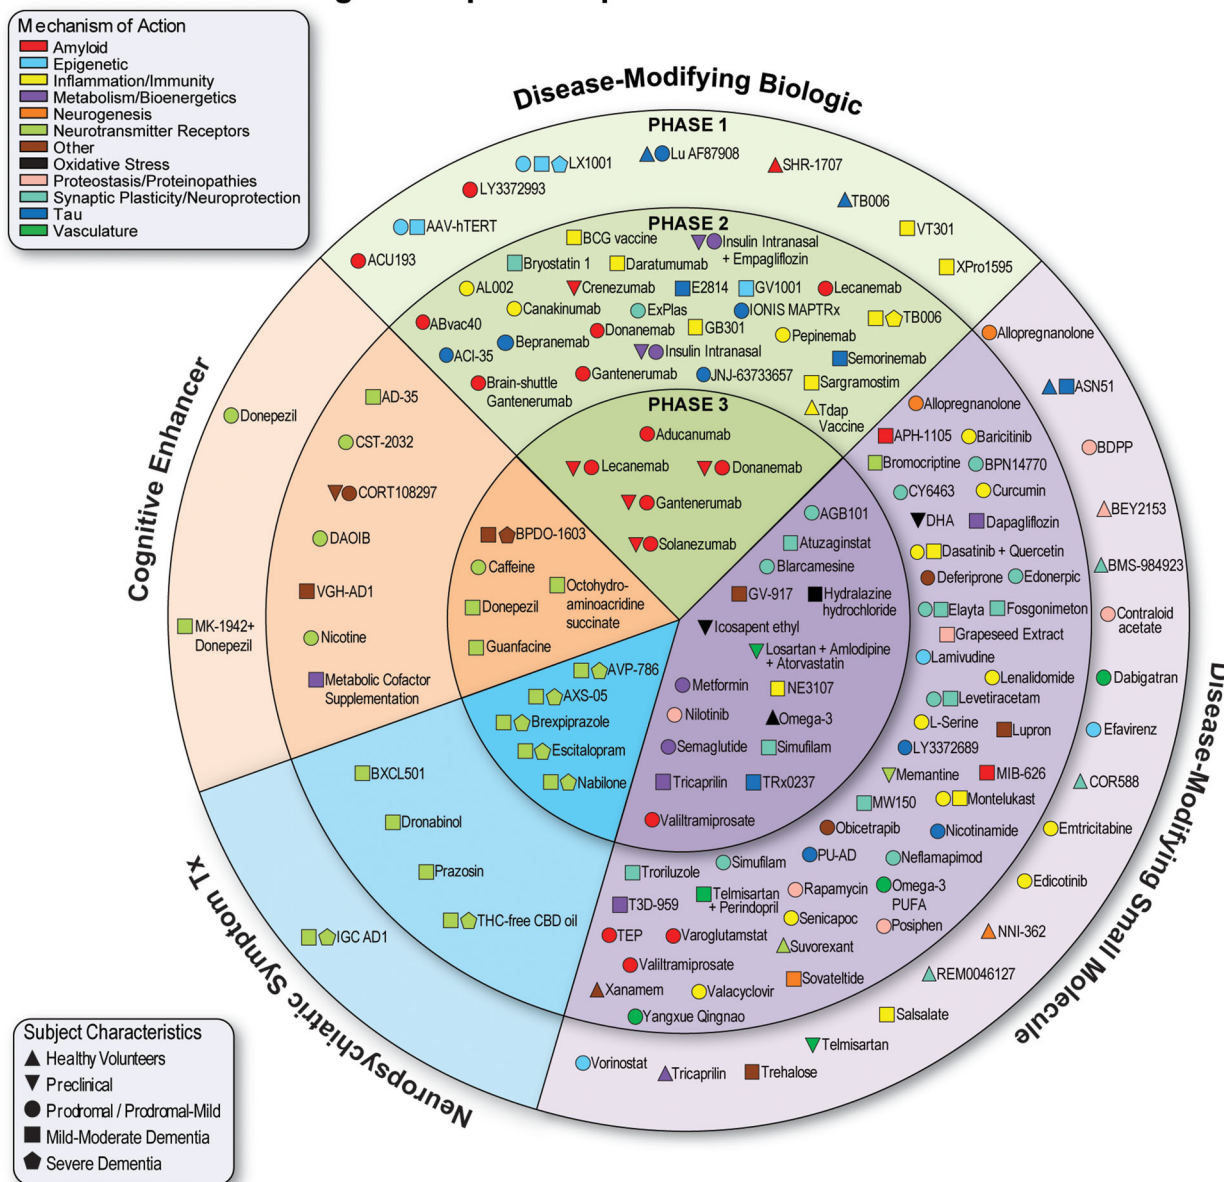 Mechanism of Action
Amyloid
Epigenetic
Inflammation/Immunity
Metabolism/Bioenergetics
Neurogenesis
Neurotransmitter Receptors
Other
Oxidative Stress
Proteostasis/Proteinopathies
Synaptic Plasticity/Neuroprotection
Tau
Vasculature
Disease-Modifying Biologic
PHASE 1
LX1001
Lu AF87908
SHR-1707
LY3372993
TB006
AAV-hTERT
VT301
ACU193
XPro1595
PHASE 2
BCG vaccine
Insulin Intranasal
+ Empagliflozin
Bryostatin 1
Daratumumab
AL002
Crenezumab
E2814
GV1001
Lecanemab
Canakinumab
ExPlas
IONIS MAPTRx
TB006
ABvac40
Donanemab
GB301
Pepinemab
ACI-35
Bepranemab
Insulin Intranasal
Semorinemab
Brain-shuttle
Gantenerumab
Gantenerumab
JNJ-63733657
Sargramostim
Tdap
Vaccine
PHASE 3
Aducanumab
Lecanemab
Donanemab
Gantenerumab
Solanezumab
Cognitive Enhancer
Donepezil
MK-1942+
Donepezil
AD-35
CST-2032
CORT108297
DAOIB
VGH-AD1
Nicotine
Metabolic Cofactor
Supplementation
BPDO-1603
Caffeine
Octohydro-
aminoacridine
succinate
Donepezil
Guanfacine
Neuropsychiatric Symptom Tx
AVP-786
AXS-05
Brexpiprazole
Escitalopram
Nabilone
BXCL501
Dronabinol
Prazosin
THC-free CBD oil
IGC AD1
Disease-Modifying Small Molecule
AGB101
Atuzaginstat
Blarcamesine
GV-917
Hydralazine
hydrochloride
Icosapent ethyl
Losartan + Amlodipine
+ Atorvastatin
Metformin
NE3107
Nilotinib
Omega-3
Semaglutide
Simufilam
Tricaprilin
TRx0237
Valiltramiprosate
Allopregnanolone
APH-1105
Baricitinib
Bromocriptine
BPN14770
CY6463
Curcumin
DHA
Dapagliflozin
Dasatinib + Quercetin
Deferiprone
Edonerpic
Elayta
Fosgonimeton
Grapeseed Extract
Lamivudine
Lenalidomide
Levetiracetam
L-Serine
Lupron
LY3372689
Memantine
MIB-626
MW150
Montelukast
Obicetrapib
Nicotinamide
Simufilam
PU-AD
Neflamapimod
Troriluzole
Telmisartan
+ Perindopril
Rapamycin
Omega-3
PUFA
T3D-959
Senicapoc
Posiphen
TEP
Varoglutamstat
Suvorexant
Valiltramiprosate
Sovateltide
Xanamem
Valacyclovir
Yangxue Qingnao
Allopregnanolone
ASN51
BDPP
BEY2153
BMS-984923
Contraloid
acetate
Dabigatran
Efavirenz
COR588
Emtricitabine
Edicotinib
NNI-362
REM0046127
Salsalate
Telmisartan
Vorinostat
Tricaprilin
Trehalose
Subject Characteristics
Healthy Volunteers
Preclinical
Prodromal / Prodromal-Mild
Mild-Moderate Dementia
Severe Dementia